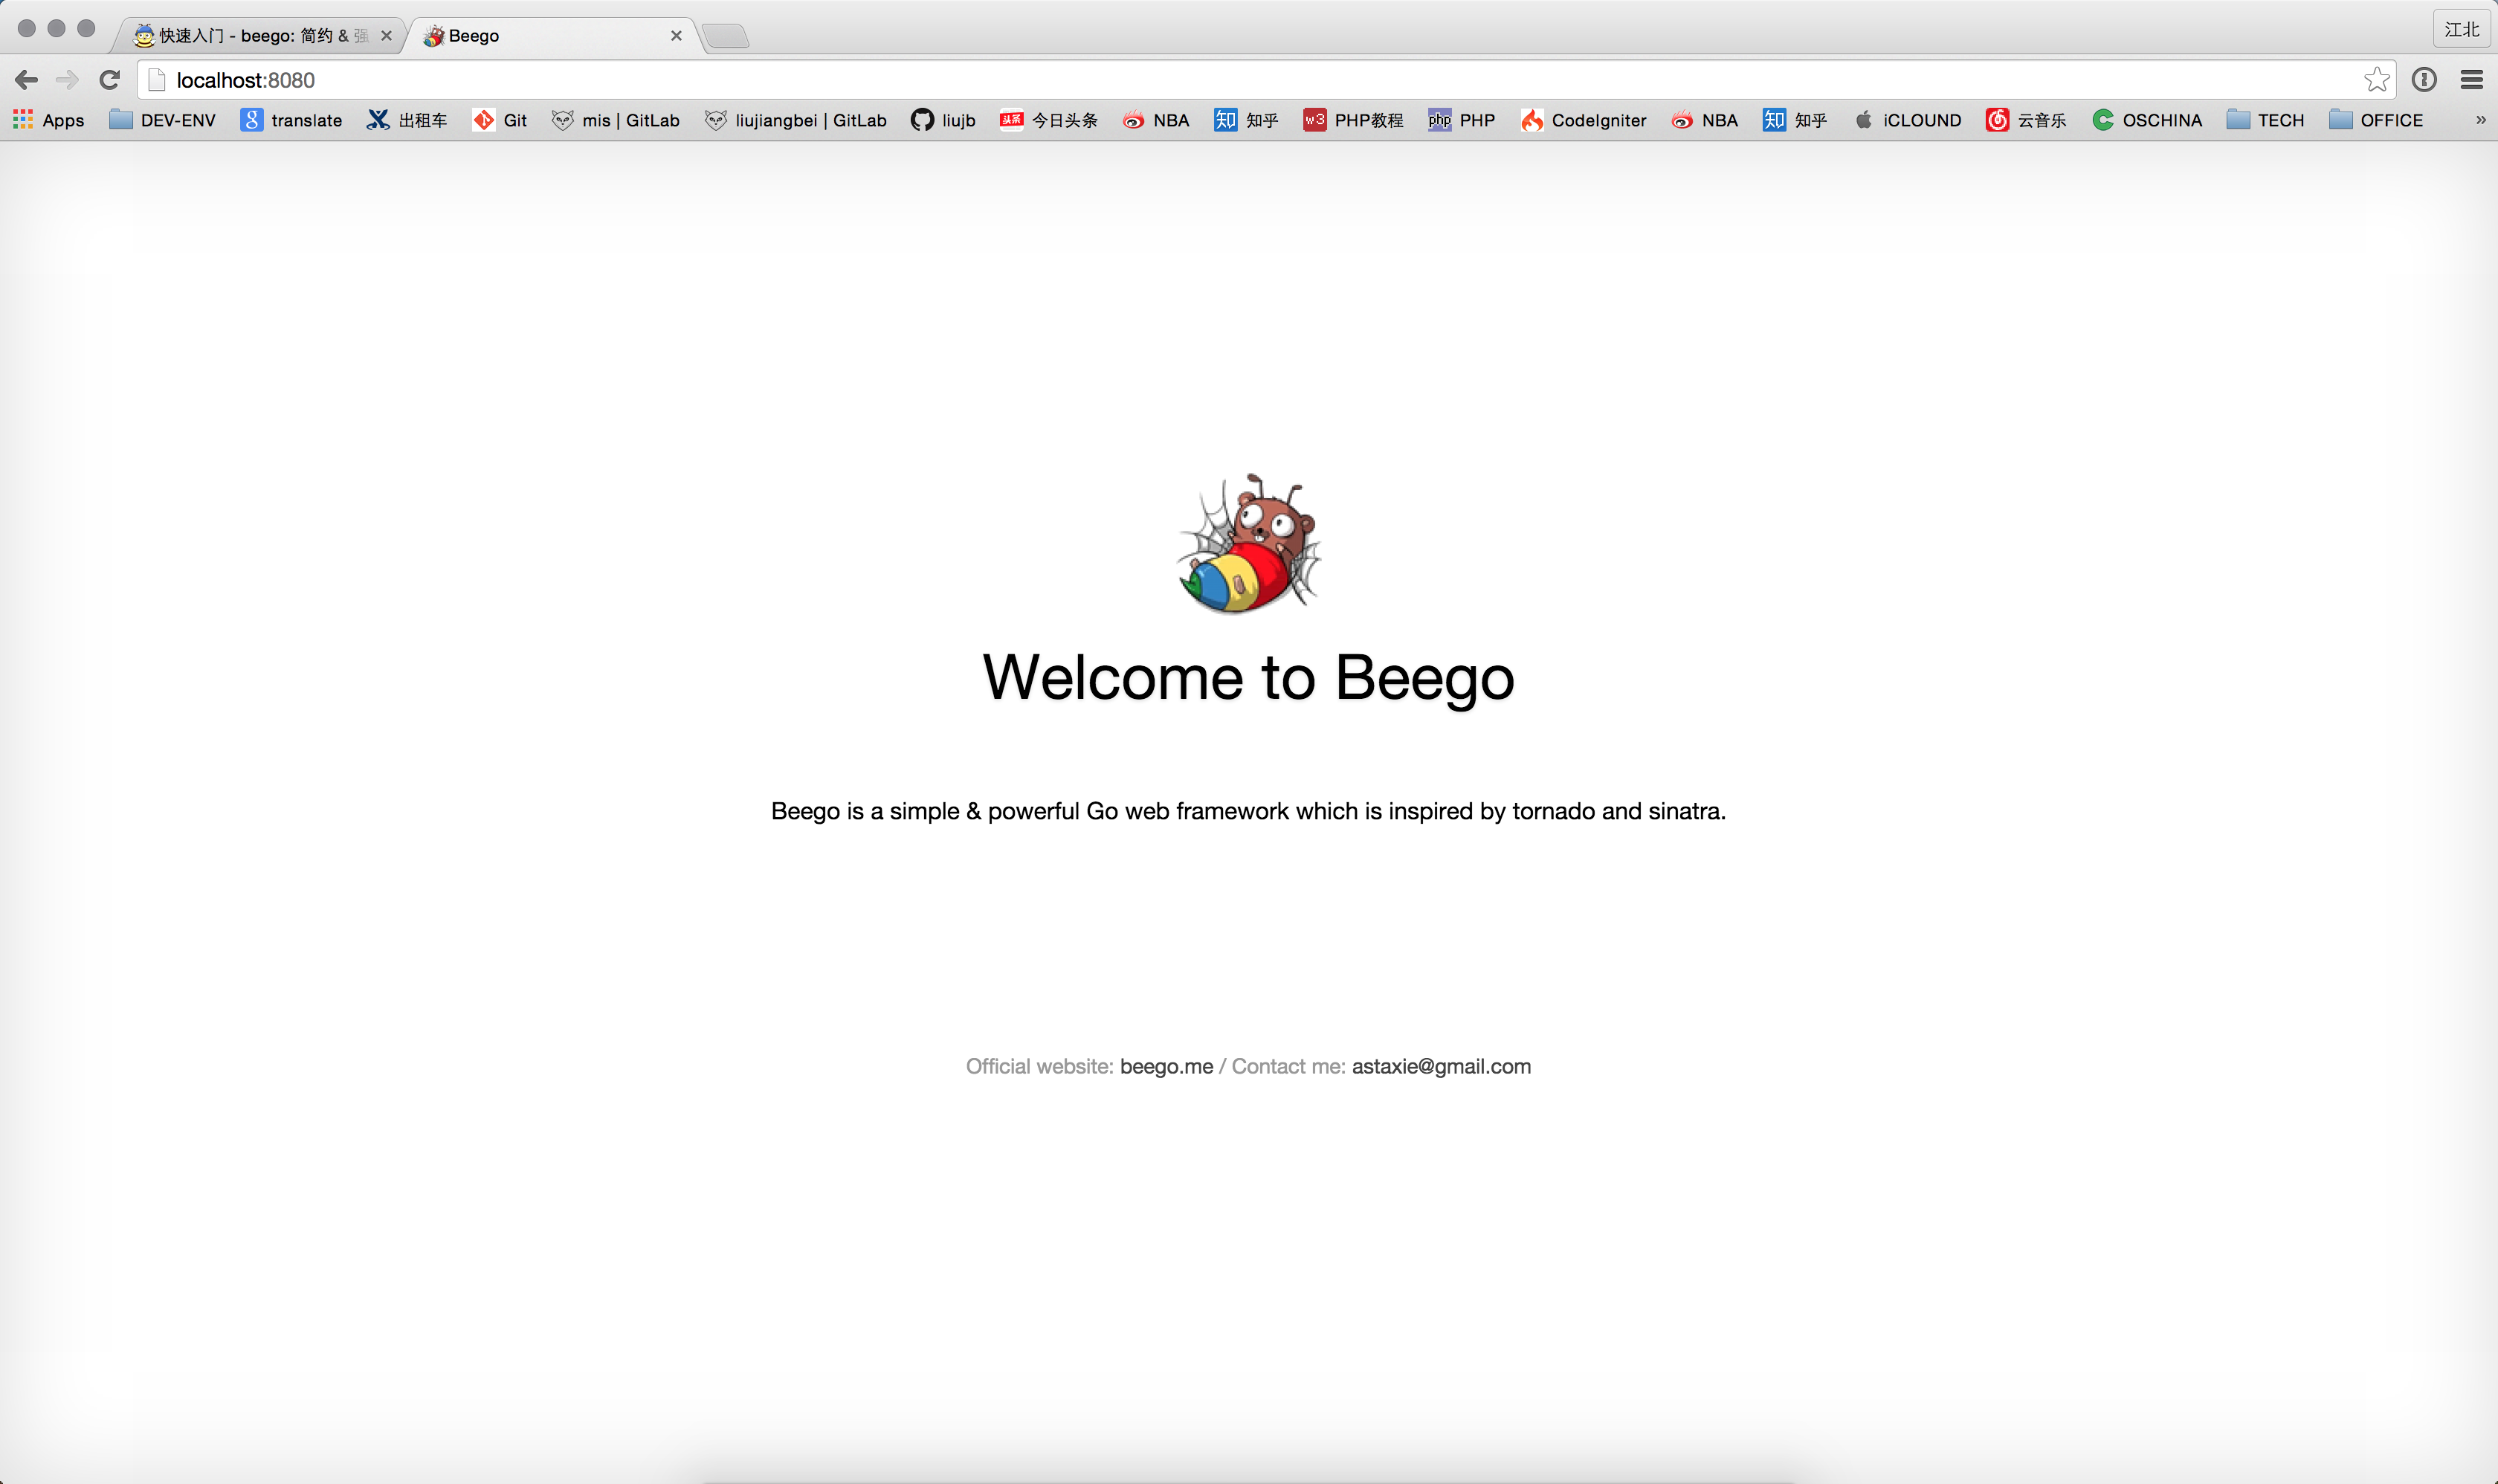 快速入门 - beego: 简约 & 强
Beego
江北
localhost:8080
Apps DEV-ENV translate 出租车 Git mis | GitLab liujiangbei | GitLab liujb 今日头条 NBA 知乎 PHP教程 PHP CodeIgniter NBA 知乎 iCLOUND 云音乐 OSCHINA TECH OFFICE »
Welcome to Beego
Beego is a simple & powerful Go web framework which is inspired by tornado and sinatra.
Official website: beego.me / Contact me: astaxie@gmail.com